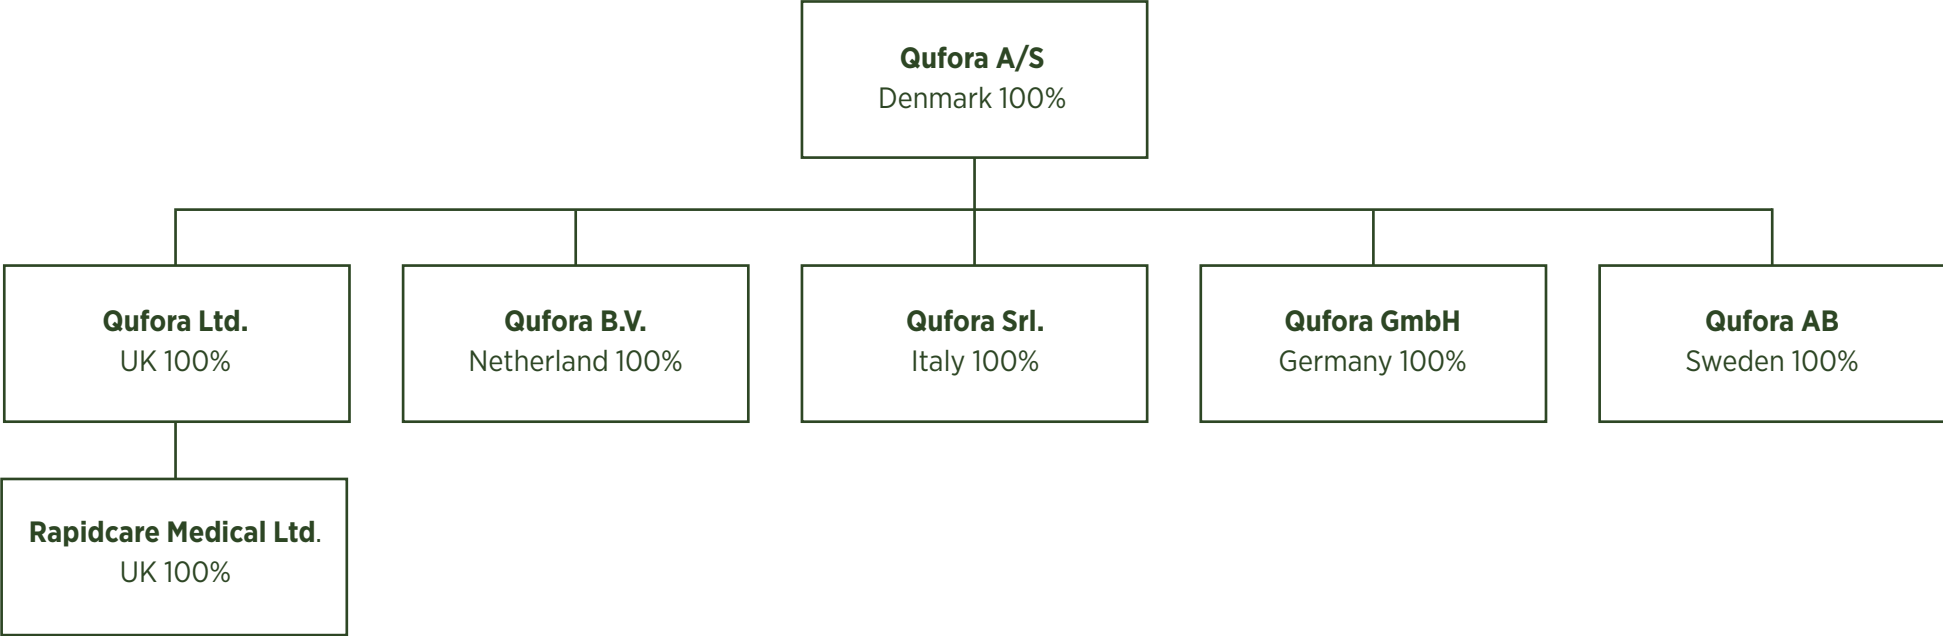 Qufora A/S
Denmark 100%
Qufora Ltd.
UK 100%
Qufora B.V.
Netherland 100%
Qufora Srl.
Italy 100%
Qufora GmbH
Germany 100%
Qufora AB
Sweden 100%
Rapidcare Medical Ltd.
UK 100%